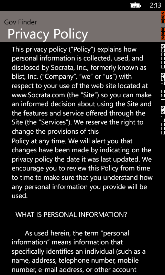 2:13
Gov Finder
Privacy Policy
This privacy policy ("Policy") explains how
personal information is collected, used, and
disclosed by Socrata, Inc., formerly known as
blist, Inc. ("Company", "we" or "us") with
respect to your use of the web site located at
www.Socrata.com (the "Site") so you can make
an informed decision about using the Site and
the features and service offered through the
Site (the "Services"). We reserve the right to
change the provisions of this
Policy at any time. We will alert you that
changes have been made by indicating on the
privacy policy the date it was last updated. We
encourage you to review this Policy from time
to time to make sure that you understand how
any personal information you provide will be
used.
WHAT IS PERSONAL INFORMATION?
As used herein, the term "personal
information" means information that
specifically identifies an individual (such as a
name, address, telephone number, mobile
number, e-mail address, or other account